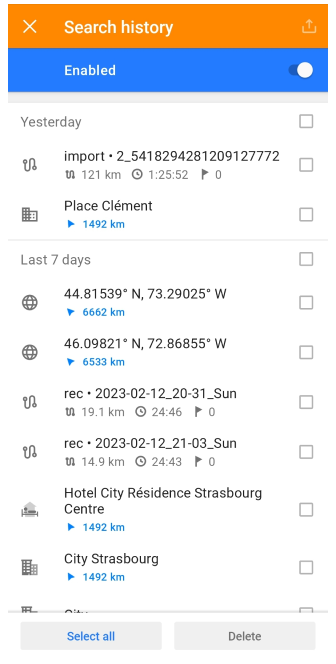 Search history
Enabled
Yesterday
import • 2_5418294281209127772
121 km 1:25:52 0
Place Clément
1492 km
Last 7 days
44.81539° N, 73.29025° W
6662 km
46.09821° N, 72.86855° W
6533 km
rec • 2023-02-12_20-31_Sun
19.1 km 24:46 0
rec • 2023-02-12_21-03_Sun
14.9 km 24:43 0
Hotel City Résidence Strasbourg
Centre
1492 km
City Strasbourg
1492 km
City
Select all
Delete